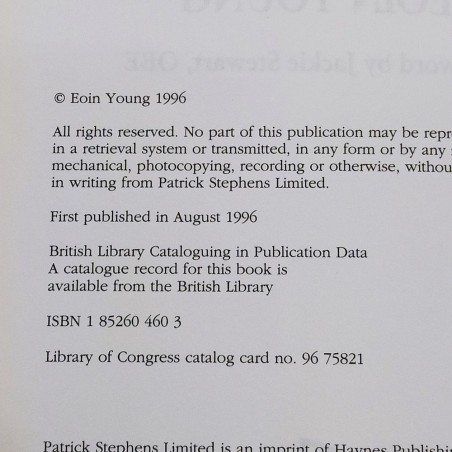 © Eoin Young 1996
All rights reserved. No part of this publication may be repr
in a retrieval system or transmitted, in any form or by any
mechanical, photocopying, recording or otherwise, withou
in writing from Patrick Stephens Limited.
First published in August 1996
British Library Cataloguing in Publication Data
A catalogue record for this book is
available from the British Library
ISBN 1 85260 460 3
Library of Congress catalog card no. 96 75821
Patrick Stephens Limited is an imprint of Haynes Publishi